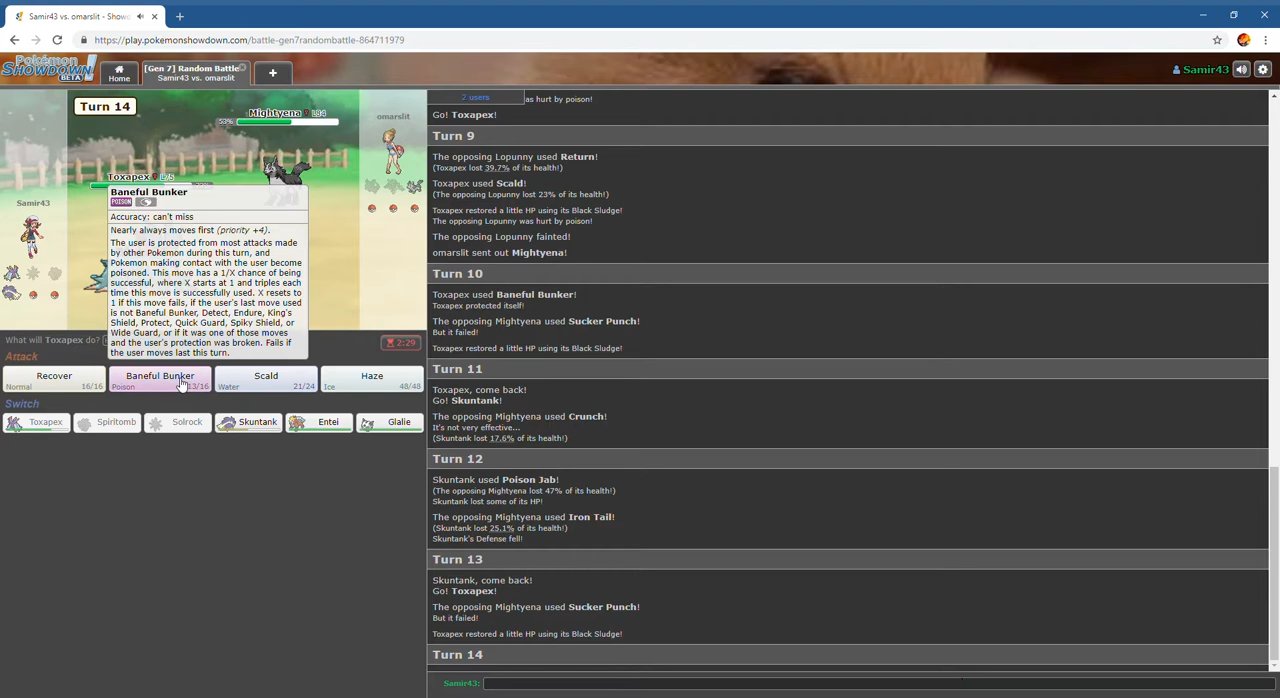 Samir43 vs. omarslit - Showd
https://play.pokemonshowdown.com/battle-gen7randombattle-864711979
Pokémon
SHOWDOWN!
BETA
Home
[Gen 7] Random Battle
Samir43 vs. omarslit
Samir43
Turn 14
Mightyena L84
53%
omarslit
Toxapex
Samir43
Baneful Bunker
POISON
Accuracy: can't miss
Nearly always moves first (priority +4).
The user is protected from most attacks made
by other Pokemon during this turn, and
Pokemon making contact with the user become
poisoned. This move has a 1/X chance of being
successful, where X starts at 1 and triples each
time this move is successfully used. X resets to
1 if this move fails, if the user's last move used
is not Baneful Bunker, Detect, Endure, King's
Shield, Protect, Quick Guard, Spiky Shield, or
Wide Guard, or if it was one of those moves
and the user's protection was broken. Fails if
the user moves last this turn.
What will Toxapex do?
2:29
Attack
Recover
Normal 16/16
Baneful Bunker
Poison 13/16
Scald
Water 21/24
Haze
Ice 48/48
Switch
Toxapex
Spiritomb
Solrock
Skuntank
Entei
Glalie
2 users
as hurt by poison!
Go! Toxapex!
Turn 9
The opposing Lopunny used Return!
(Toxapex lost 39.7% of its health!)
Toxapex used Scald!
(The opposing Lopunny lost 23% of its health!)
Toxapex restored a little HP using its Black Sludge!
The opposing Lopunny was hurt by poison!
The opposing Lopunny fainted!
omarslit sent out Mightyena!
Turn 10
Toxapex used Baneful Bunker!
Toxapex protected itself!
The opposing Mightyena used Sucker Punch!
But it failed!
Toxapex restored a little HP using its Black Sludge!
Turn 11
Toxapex, come back!
Go! Skuntank!
The opposing Mightyena used Crunch!
It's not very effective...
(Skuntank lost 17.6% of its health!)
Turn 12
Skuntank used Poison Jab!
(The opposing Mightyena lost 47% of its health!)
Skuntank lost some of its HP!
The opposing Mightyena used Iron Tail!
(Skuntank lost 25.1% of its health!)
Skuntank's Defense fell!
Turn 13
Skuntank, come back!
Go! Toxapex!
The opposing Mightyena used Sucker Punch!
But it failed!
Toxapex restored a little HP using its Black Sludge!
Turn 14
Samir43: